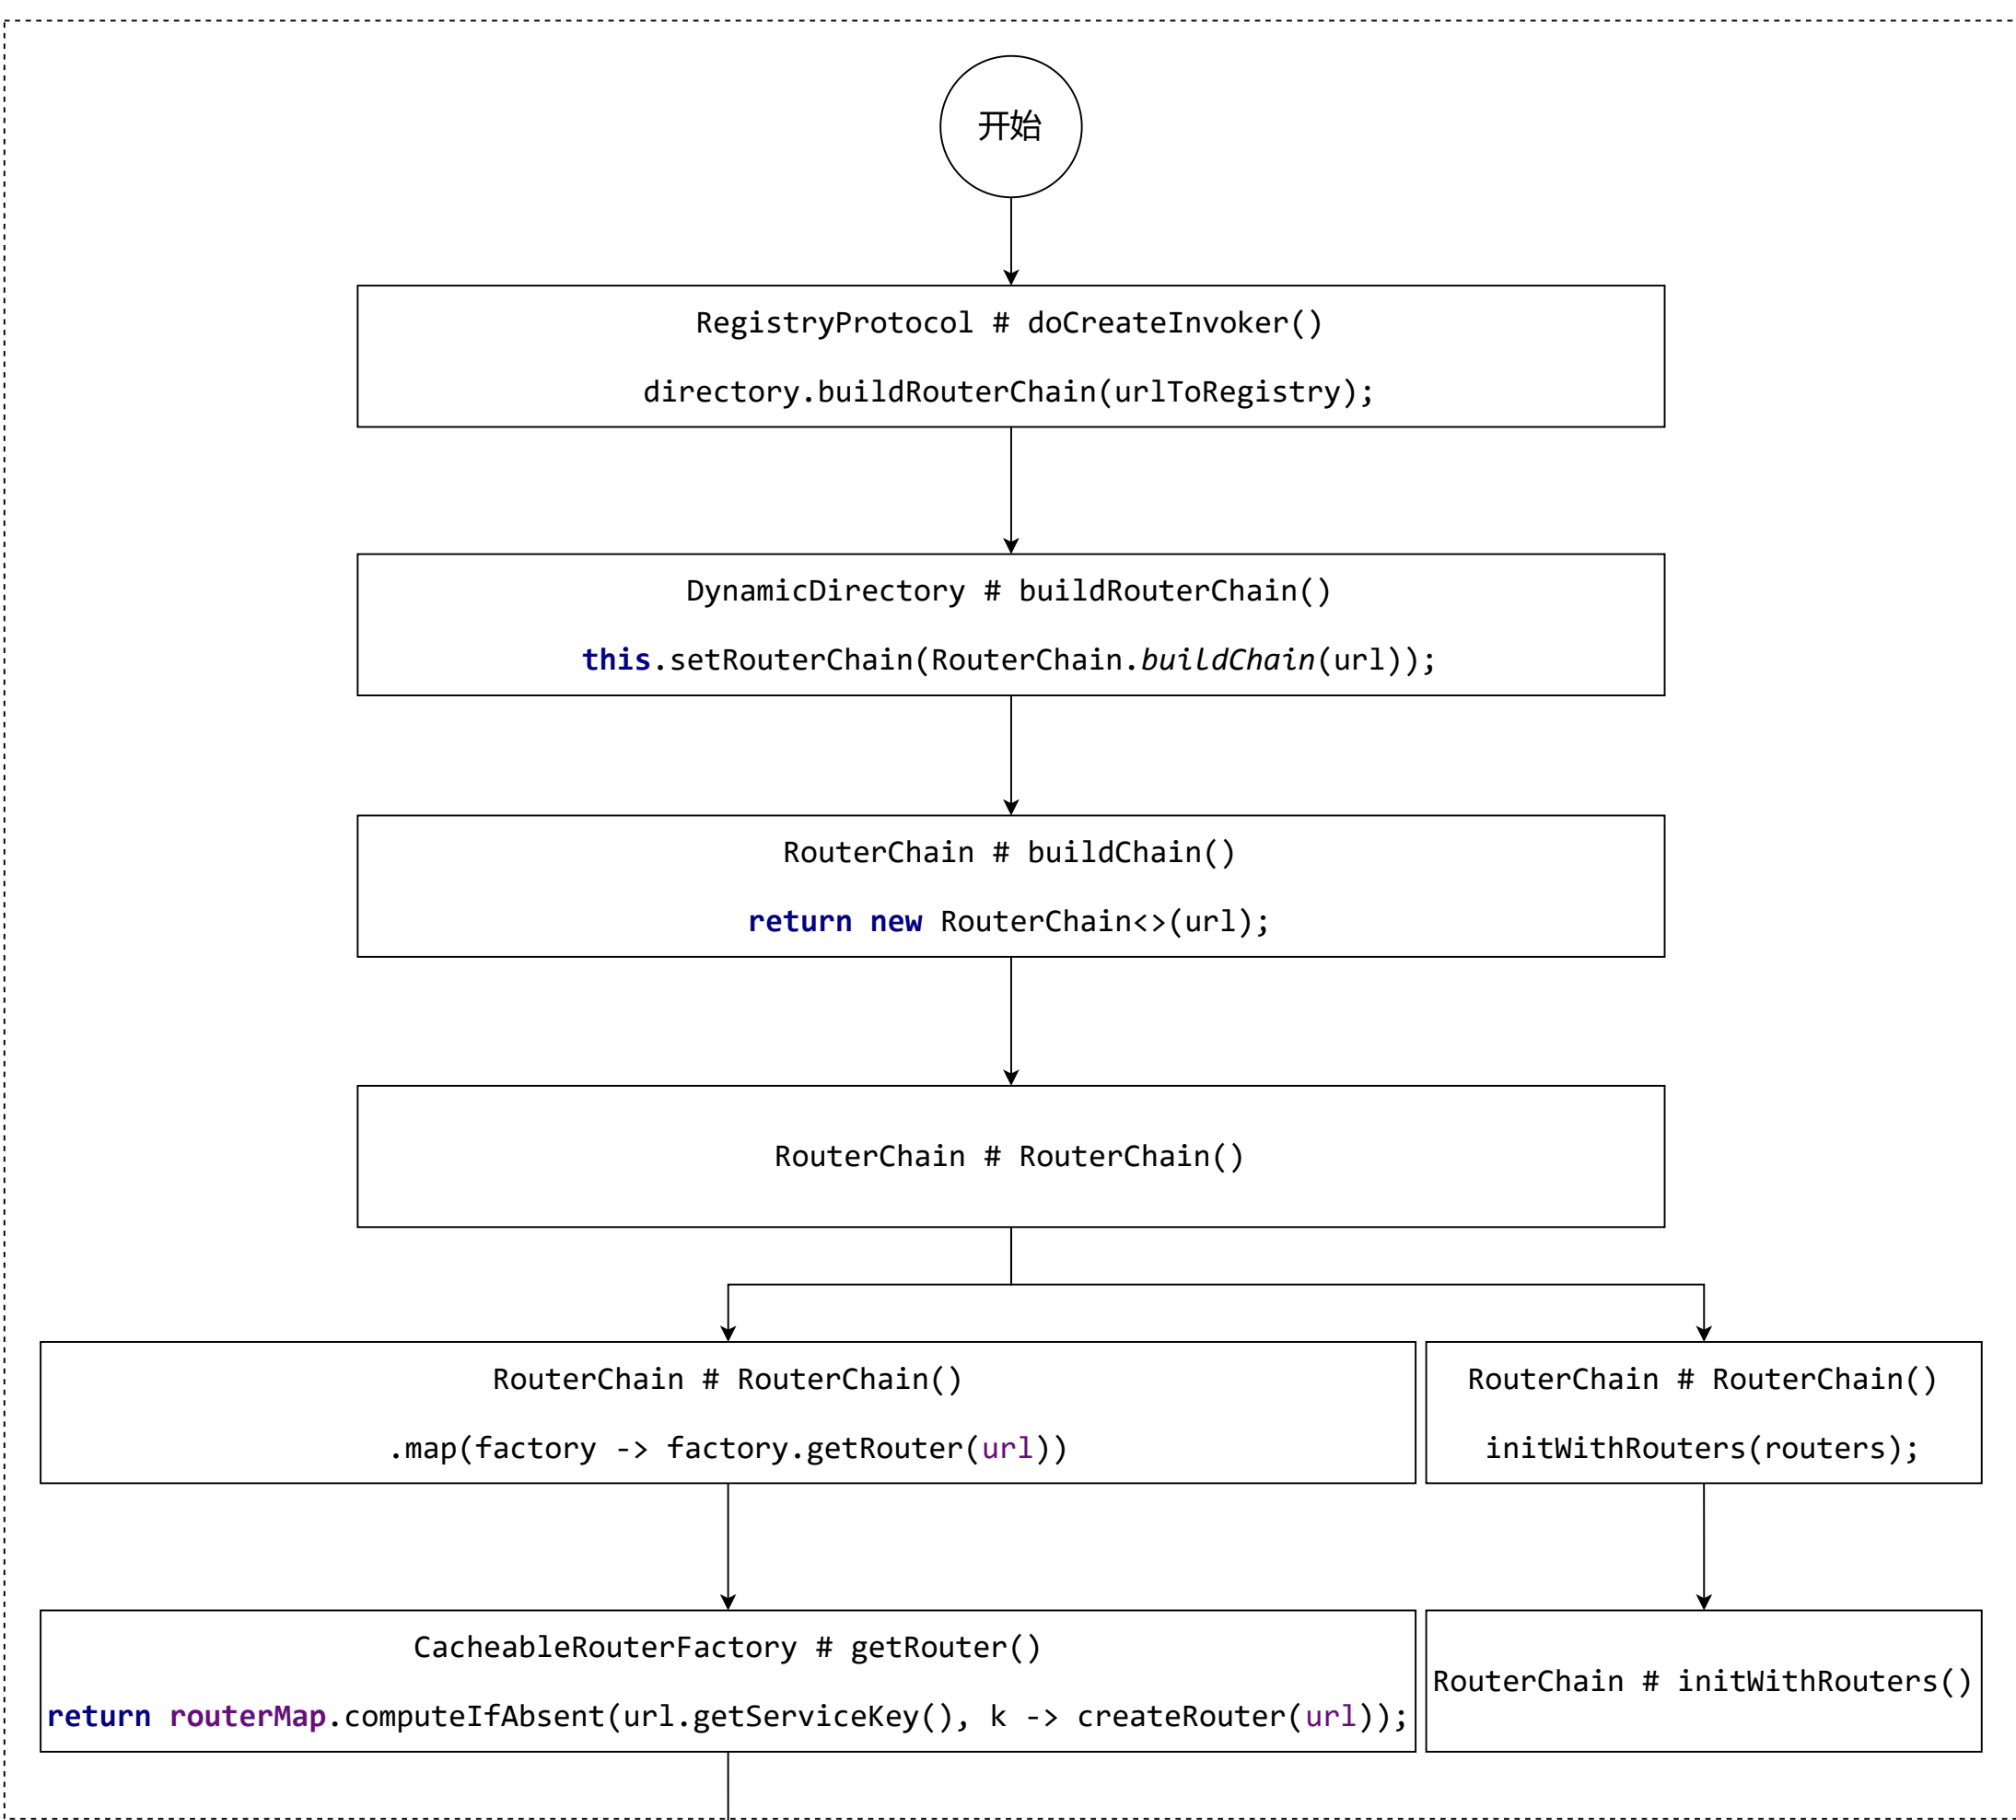 开始
RegistryProtocol # doCreateInvoker()
directory.buildRouterChain(urlToRegistry);
DynamicDirectory # buildRouterChain()
this.setRouterChain(RouterChain.buildChain(url));
RouterChain # buildChain()
return new RouterChain<>(url);
RouterChain # RouterChain()
RouterChain # RouterChain()
.map(factory -> factory.getRouter(url))
RouterChain # RouterChain()
initWithRouters(routers);
CacheableRouterFactory # getRouter()
return routerMap.computeIfAbsent(url.getServiceKey(), k -> createRouter(url));
RouterChain # initWithRouters()